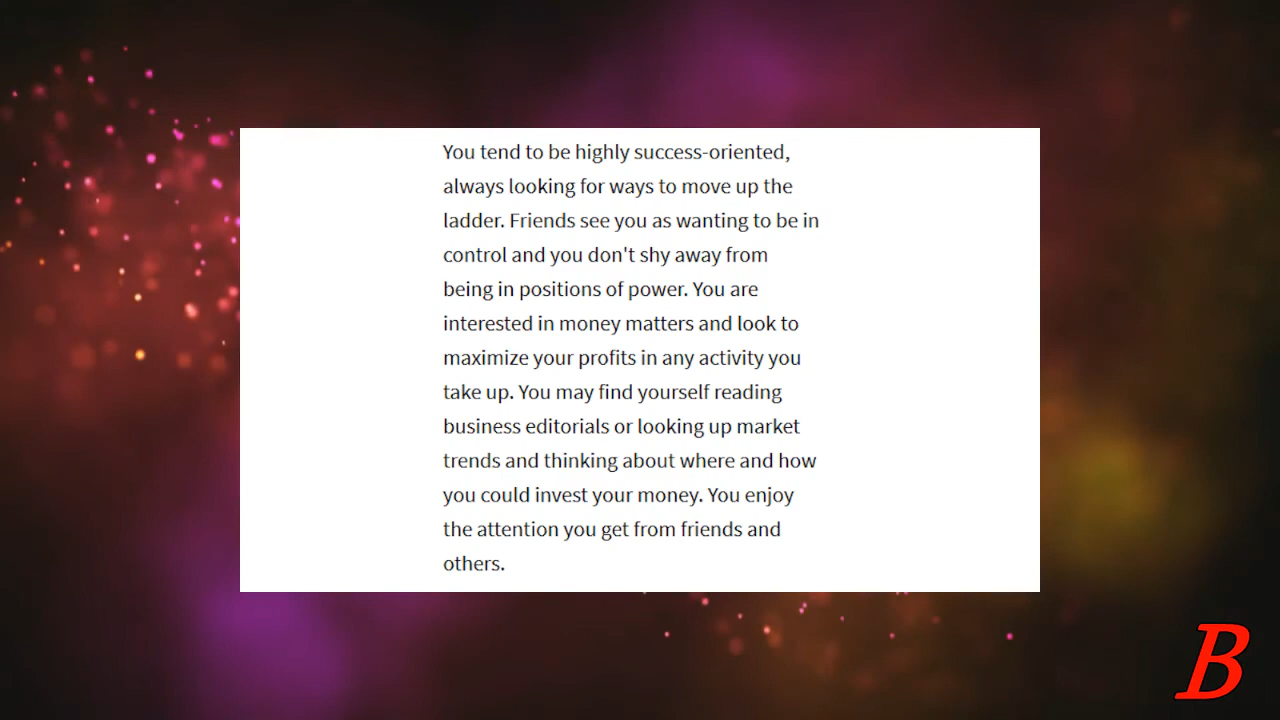 You tend to be highly success-oriented,
always looking for ways to move up the
ladder. Friends see you as wanting to be in
control and you don't shy away from
being in positions of power. You are
interested in money matters and look to
maximize your profits in any activity you
take up. You may find yourself reading
business editorials or looking up market
trends and thinking about where and how
you could invest your money. You enjoy
the attention you get from friends and
others.
B